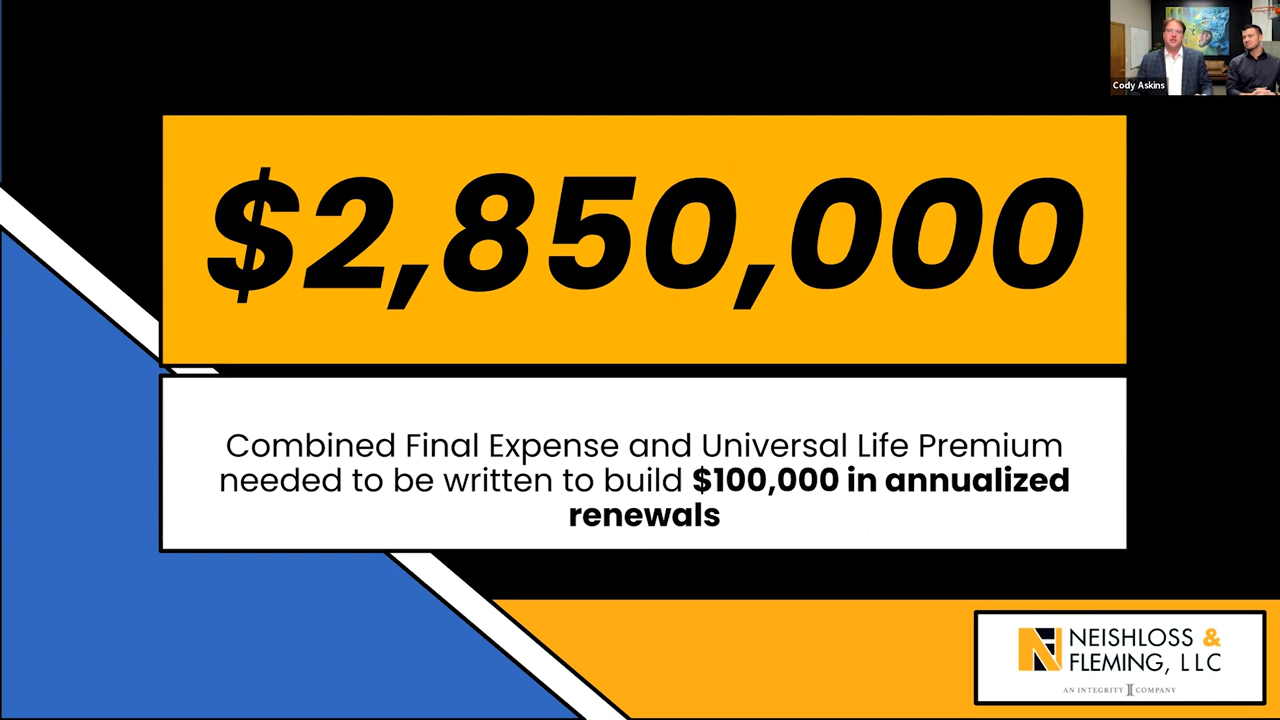 Cody Askins
$2,850,000
Combined Final Expense and Universal Life Premium
needed to be written to build $100,000 in annualized
renewals
NEISHLOSS &
FLEMING, LLC
AN INTEGRITY COMPANY